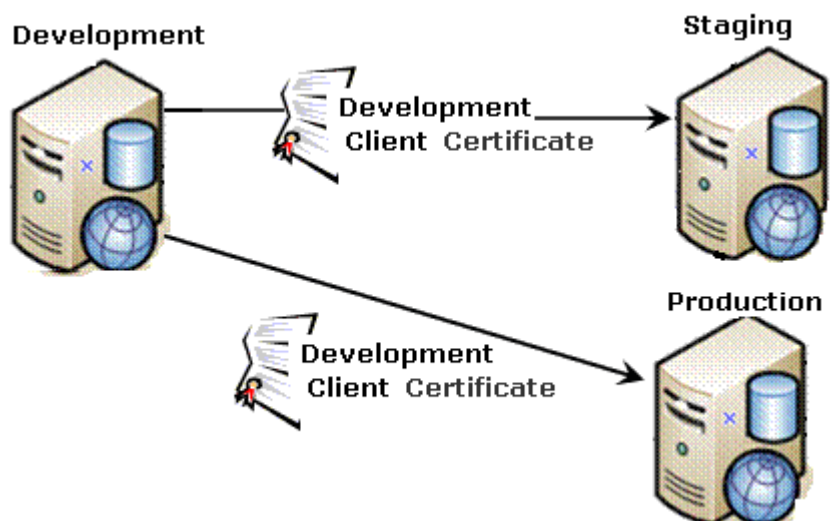 Development
Staging
Development
Client Certificate
Production
Development
Client Certificate